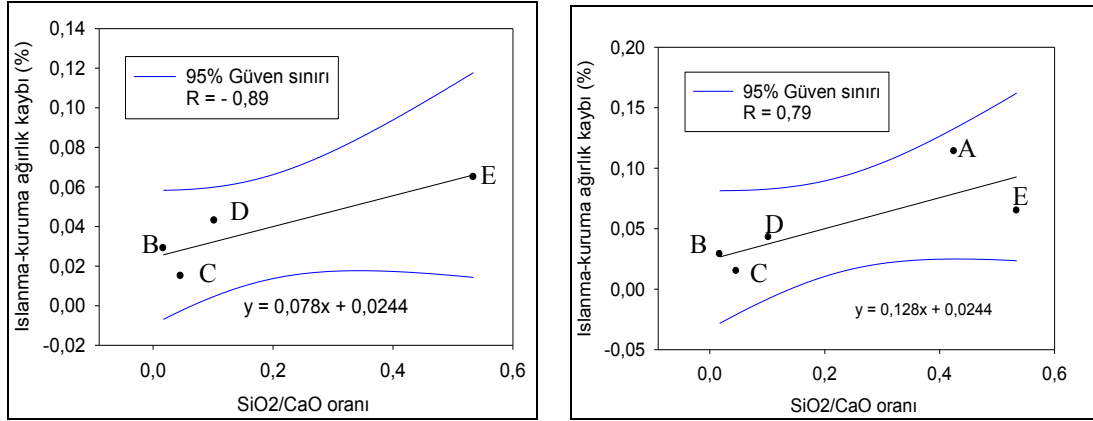 Islanma-kuruma ağırlık kaybı (%)
0,14
0,12
0,10
0,08
0,06
0,04
0,02
0,00
-0,02
95% Güven sınırı
R = - 0,89
B
C
D
E
y = 0,078x + 0,0244
0,0
0,2
0,4
0,6
SiO2/CaO oranı
Islanma-kuruma ağırlık kaybı (%)
0,20
0,15
0,10
0,05
0,00
-0,05
95% Güven sınırı
R = 0,79
A
B
C
D
E
y = 0,128x + 0,0244
0,0
0,2
0,4
0,6
SiO2/CaO oranı